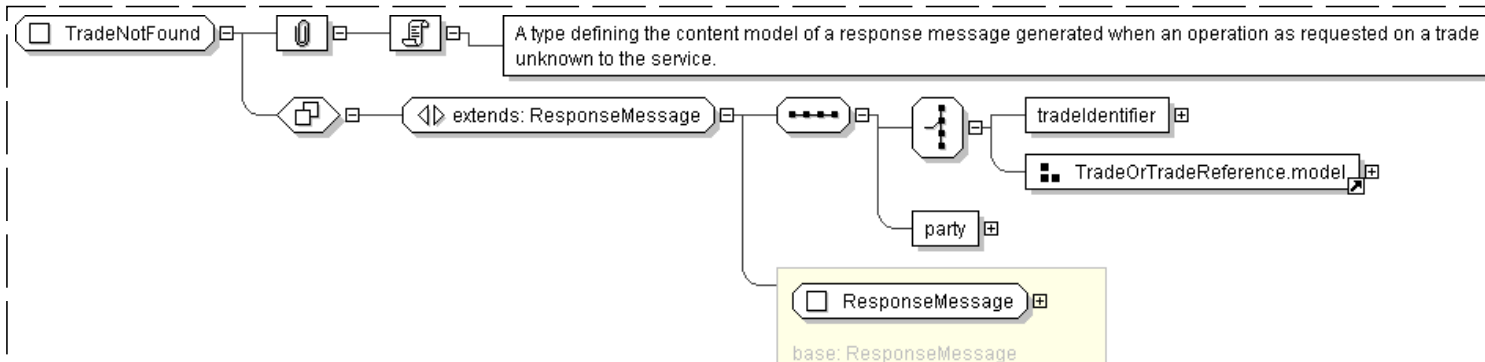 TradeNotFound
A type defining the content model of a response message generated when an operation as requested on a trade
unknown to the service.
extends: ResponseMessage
tradeIdentifier
TradeOrTradeReference.model
party
ResponseMessage
base: ResponseMessage